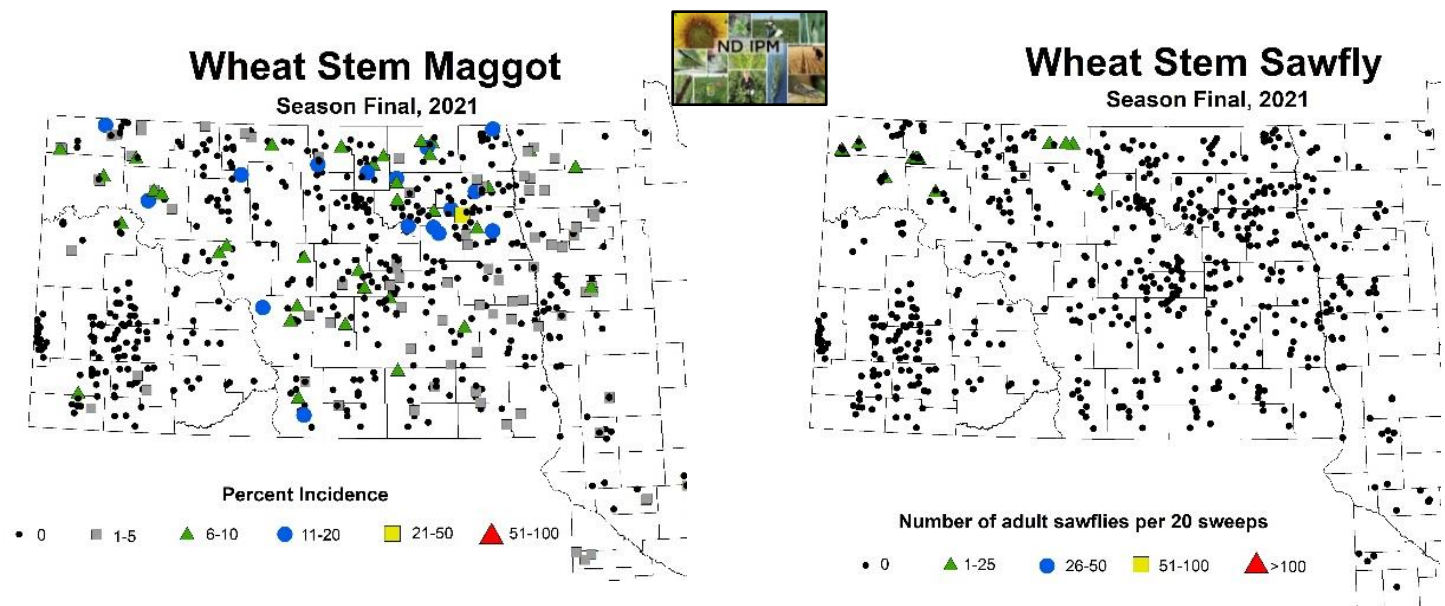 ND IPM
Wheat Stem Maggot
Season Final, 2021
Percent Incidence
0
1-5
6-10
11-20
21-50
51-100
Wheat Stem Sawfly
Season Final, 2021
Number of adult sawflies per 20 sweeps
0
1-25
26-50
51-100
>100